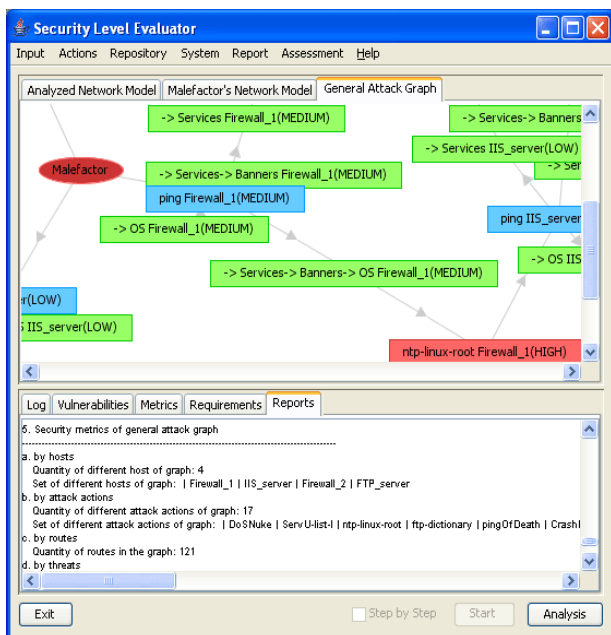 Security Level Evaluator
Input Actions Repository System Report Assessment Help
Analyzed Network Model Malefactor's Network Model General Attack Graph
-> Services Firewall_1(MEDIUM)
-> Services-> Banners
-> Services IIS_server(LOW)
Malefactor
-> Services-> Banners Firewall_1(MEDIUM)
-> Ser
ping Firewall_1(MEDIUM)
ping IIS_server
-> OS Firewall_1(MEDIUM)
-> OS IIS
-> Services-> Banners-> OS Firewall_1(MEDIUM)
er(LOW)
IIS_server(LOW)
ntp-linux-root Firewall_1(HIGH)
Log Vulnerabilities Metrics Requirements Reports
5. Security metrics of general attack graph
a. by hosts
Quantity of different host of graph: 4
Set of different hosts of graph: | Firewall_1 | IIS_server | Firewall_2 | FTP_server
b. by attack actions
Quantity of different attack actions of graph: 17
Set of different attack actions of graph: | DoSNuke | ServU-list-l | ntp-linux-root | ftp-dictionary | pingOfDeath | Crash
c. by routes
Quantity of routes in the graph: 121
d. by threats
Exit Step by Step Start Analysis